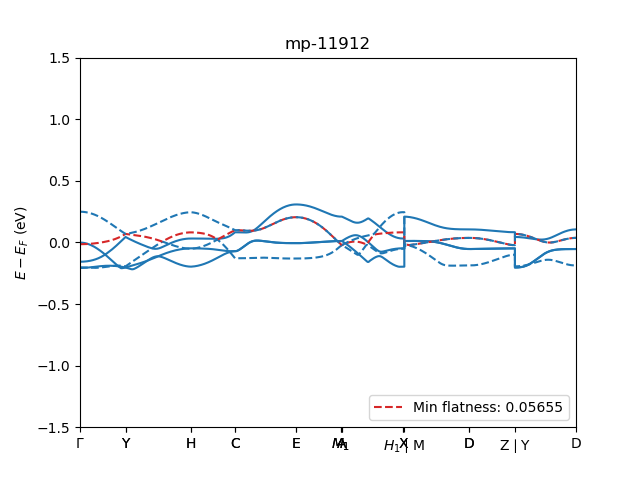 mp-11912
E − E_F (eV)
1.5
1.0
0.5
0.0
−0.5
−1.0
−1.5
Min flatness: 0.05655
Γ Y H C E M₁ A X H₁ | M D Z | Y D